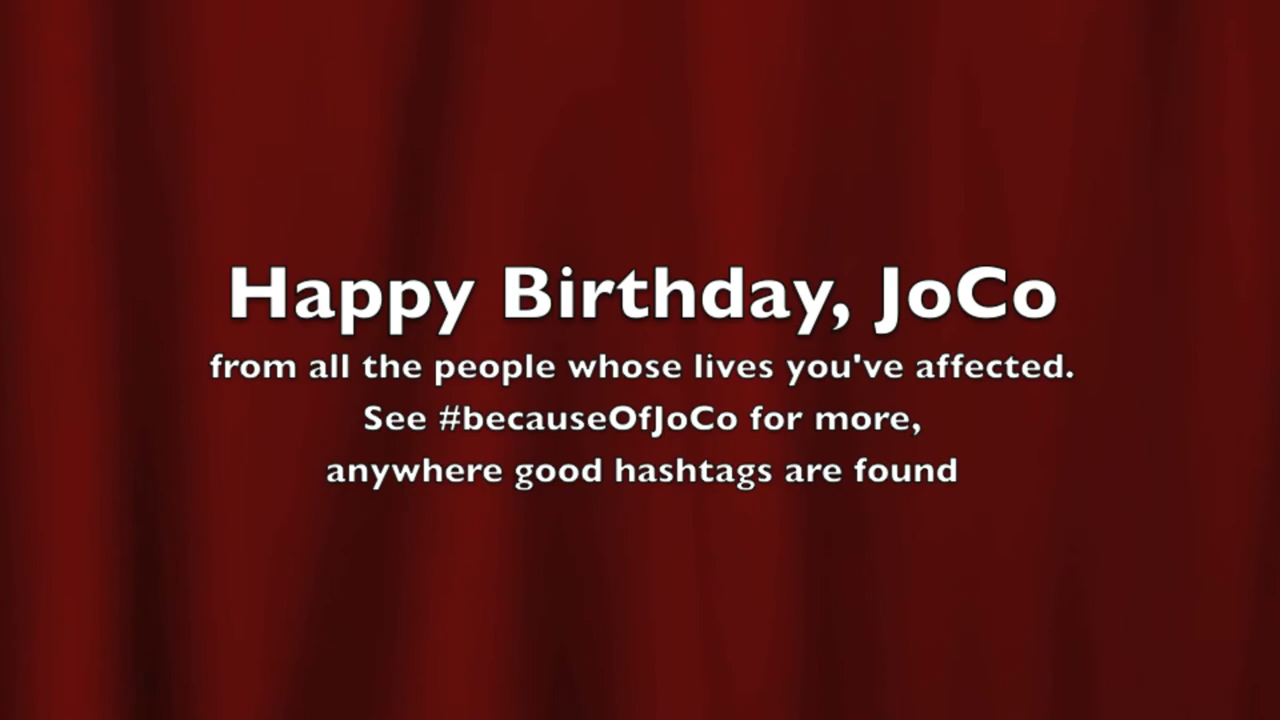 Happy Birthday, JoCo
from all the people whose lives you've affected.
See #becauseOfJoCo for more,
anywhere good hashtags are found